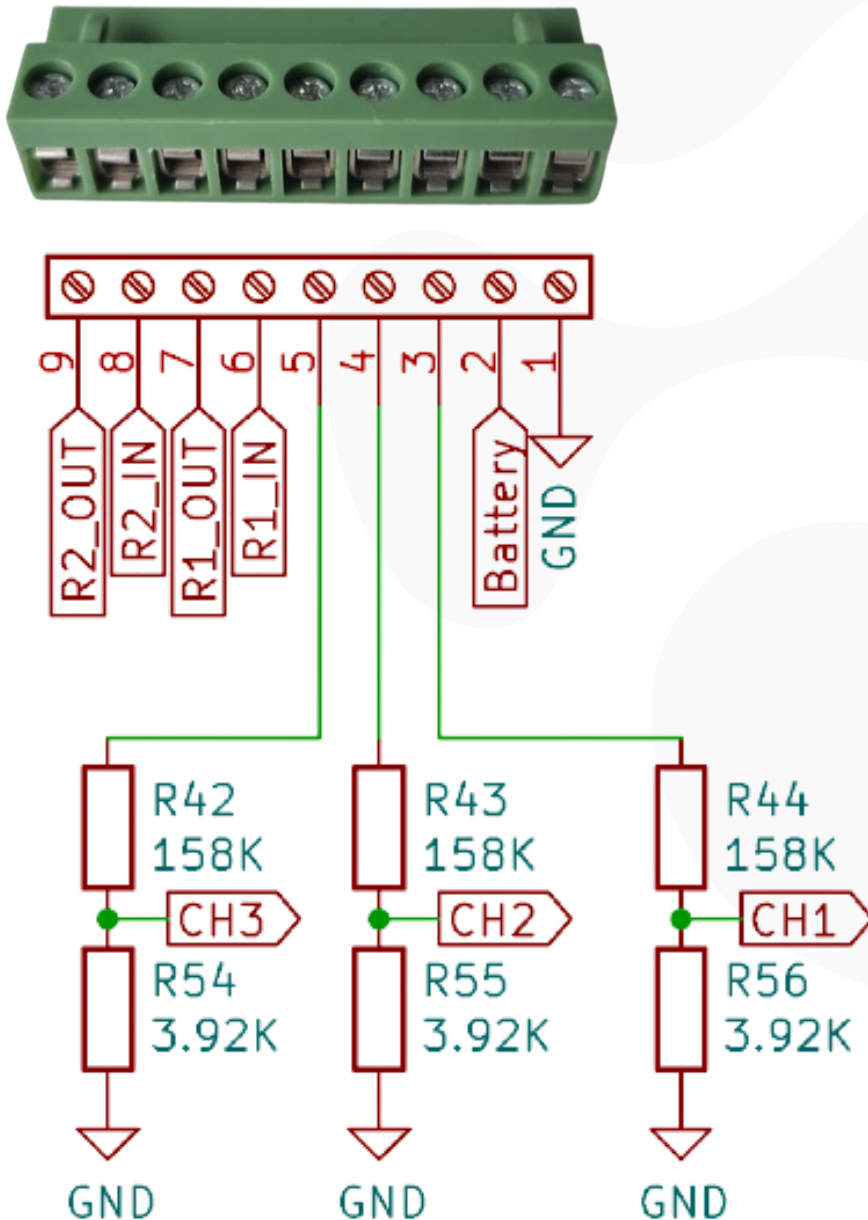 9
8
7
6
5
4
3
2
1
R2_OUT
R2_IN
R1_OUT
R1_IN
Battery
GND
R42
158K
R43
158K
R44
158K
CH3
CH2
CH1
R54
3.92K
R55
3.92K
R56
3.92K
GND
GND
GND